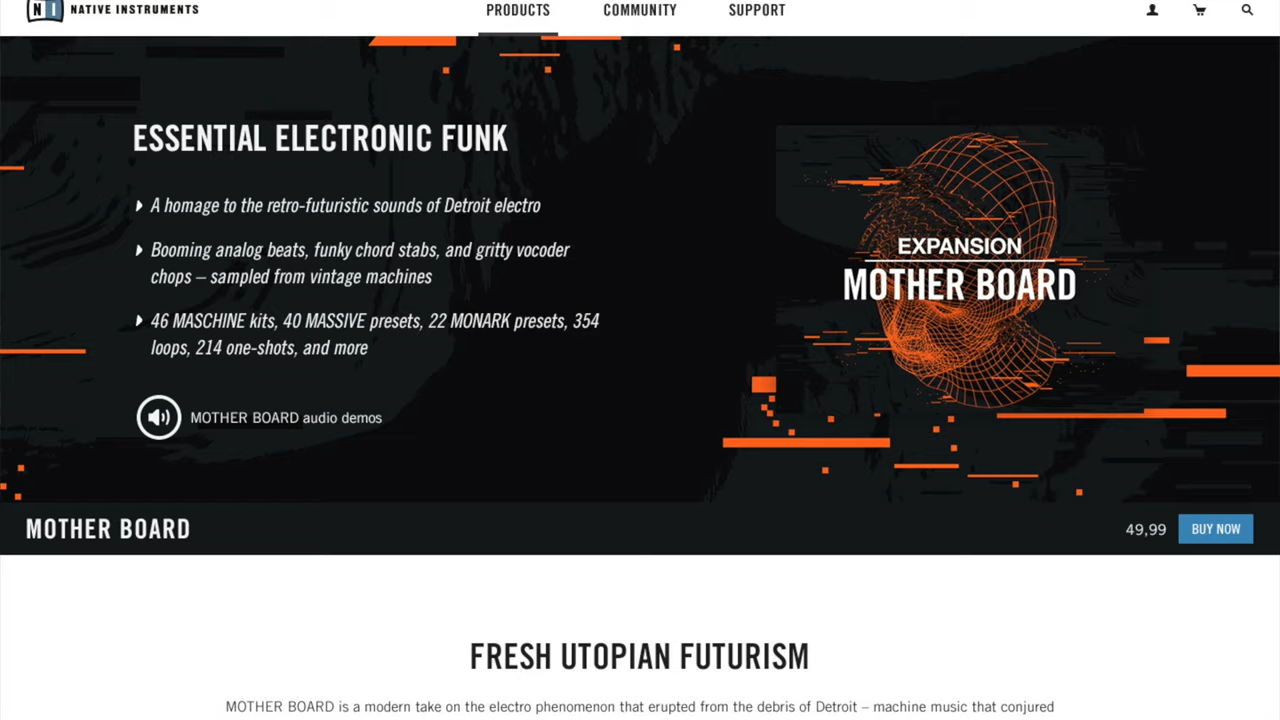 NI NATIVE INSTRUMENTS
PRODUCTS COMMUNITY SUPPORT
ESSENTIAL ELECTRONIC FUNK
A homage to the retro-futuristic sounds of Detroit electro
Booming analog beats, funky chord stabs, and gritty vocoder
chops – sampled from vintage machines
46 MASCHINE kits, 40 MASSIVE presets, 22 MONARK presets, 354
loops, 214 one-shots, and more
MOTHER BOARD audio demos
EXPANSION
MOTHER BOARD
MOTHER BOARD
49,99 BUY NOW
FRESH UTOPIAN FUTURISM
MOTHER BOARD is a modern take on the electro phenomenon that erupted from the debris of Detroit – machine music that conjured